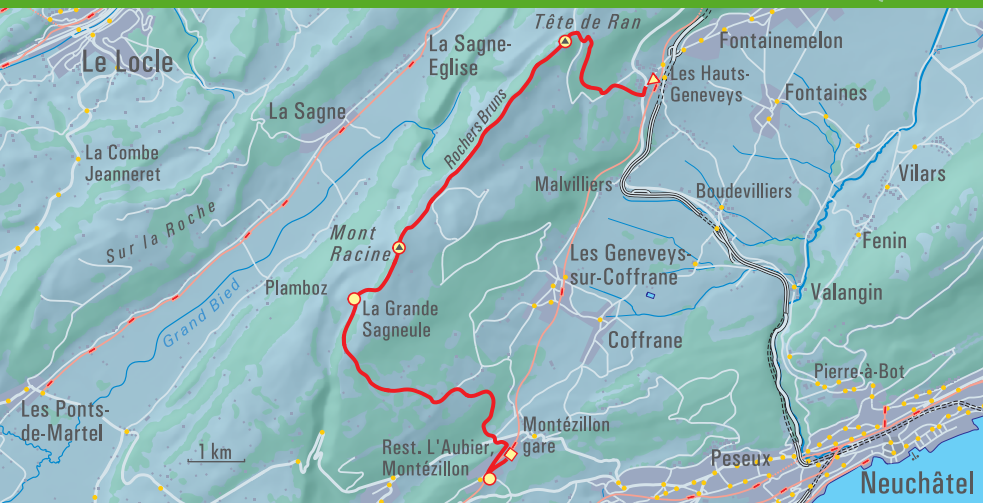 Tête de Ran
Fontainemelon
Le Locle
La Sagne-
Eglise
Les Hauts-
Geneveys
Fontaines
La Sagne
Rochers Bruns
La Combe
Jeanneret
Vilars
Malvilliers
Boudevilliers
Sur la Roche
Mont
Racine
Fenin
Les Geneveys-
sur-Coffrane
Plamboz
Valangin
Grand Bied
La Grande
Sagneule
Coffrane
Pierre-à-Bot
Les Ponts-
de-Martel
Montézillon
gare
Rest. L'Aubier,
Montézillon
1 km
Peseux
Neuchâtel